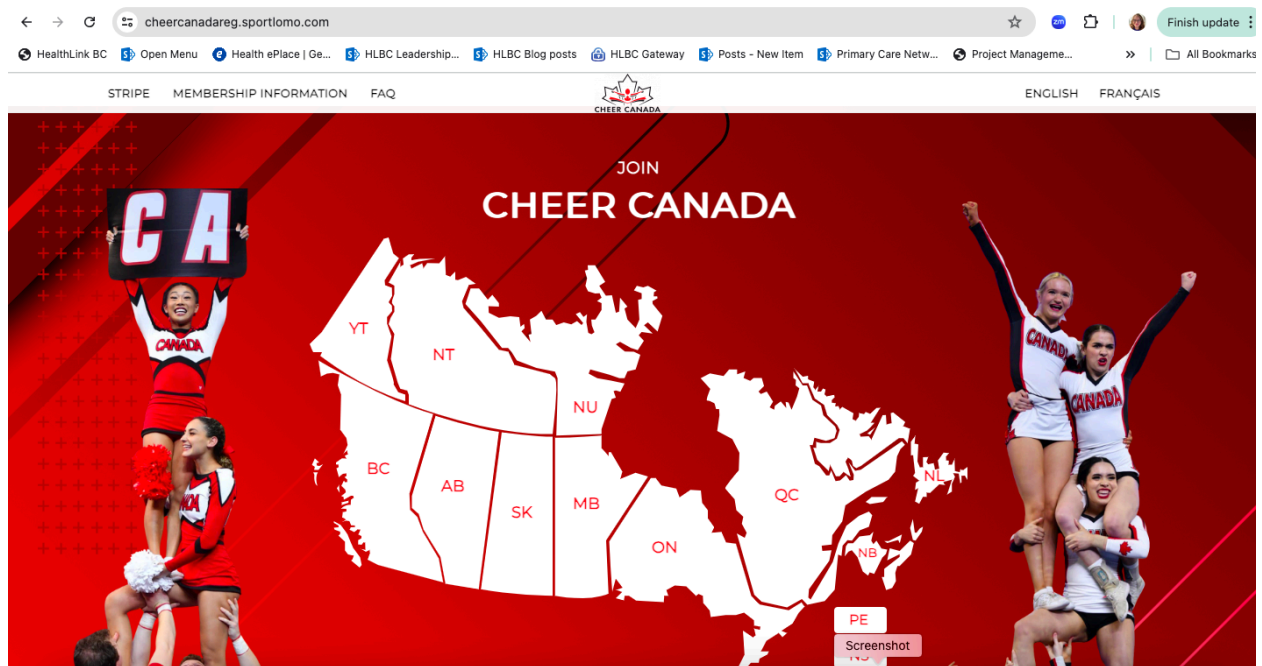 cheercanadareg.sportlomo.com
zm
Finish update
HealthLink BC
Open Menu
Health ePlace | Ge...
HLBC Leadership...
HLBC Blog posts
HLBC Gateway
Posts - New Item
Primary Care Netw...
Project Manageme...
»
All Bookmarks
STRIPE MEMBERSHIP INFORMATION FAQ
CHEER CANADA
ENGLISH FRANÇAIS
JOIN
CHEER CANADA
C A
CANADA
CANADA
CANADA
YT
NT
NU
BC
AB
SK
MB
ON
QC
NL
NB
PE
Screenshot